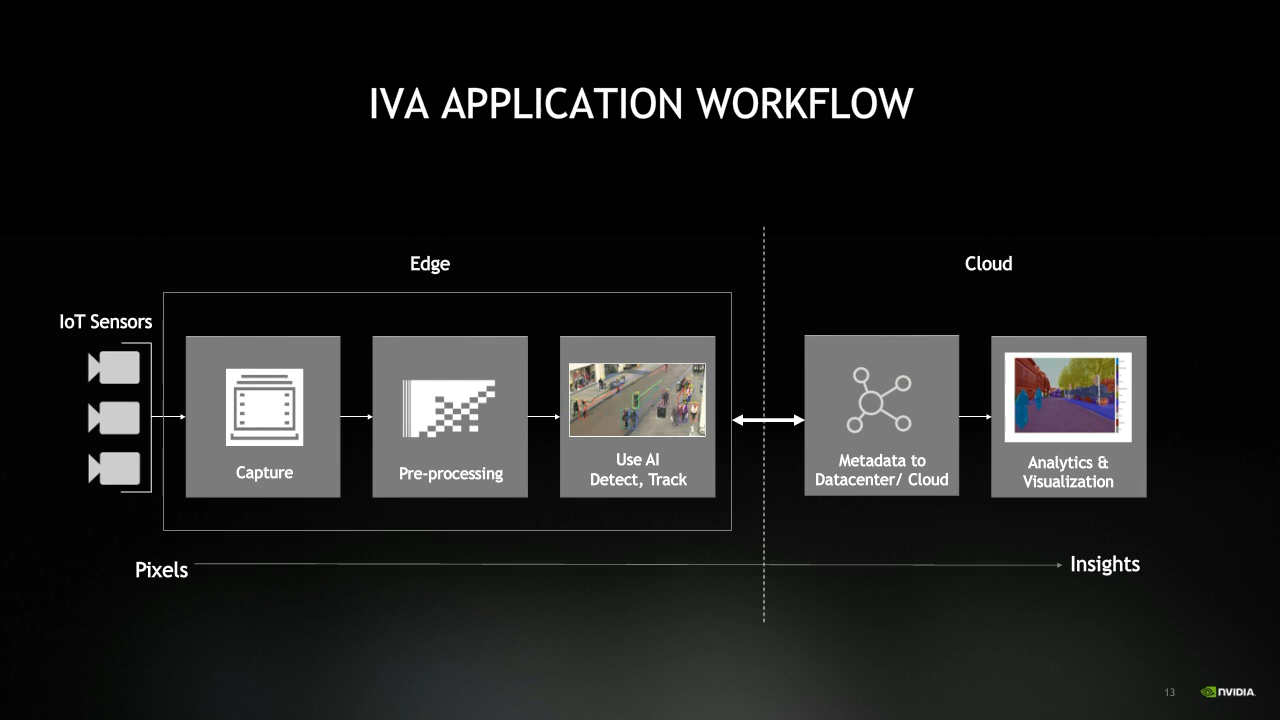 IVA APPLICATION WORKFLOW
Edge
Cloud
IoT Sensors
Capture
Pre-processing
Use AI
Detect, Track
Metadata to
Datacenter/ Cloud
Analytics &
Visualization
Pixels
Insights
13
NVIDIA.